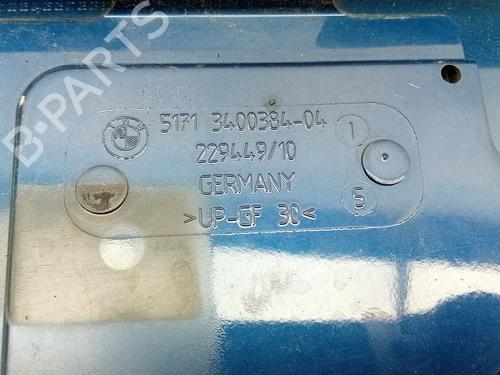 5171 3400384-04 1
229449/10
GERMANY
>UP-GF 30< 5
B-PARTS